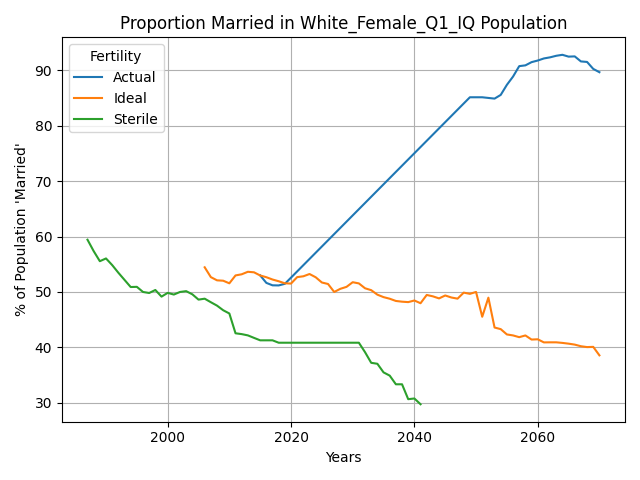 Proportion Married in White_Female_Q1_IQ Population
Fertility
Actual
Ideal
Sterile
% of Population 'Married'
90
80
70
60
50
40
30
2000
2020
2040
2060
Years